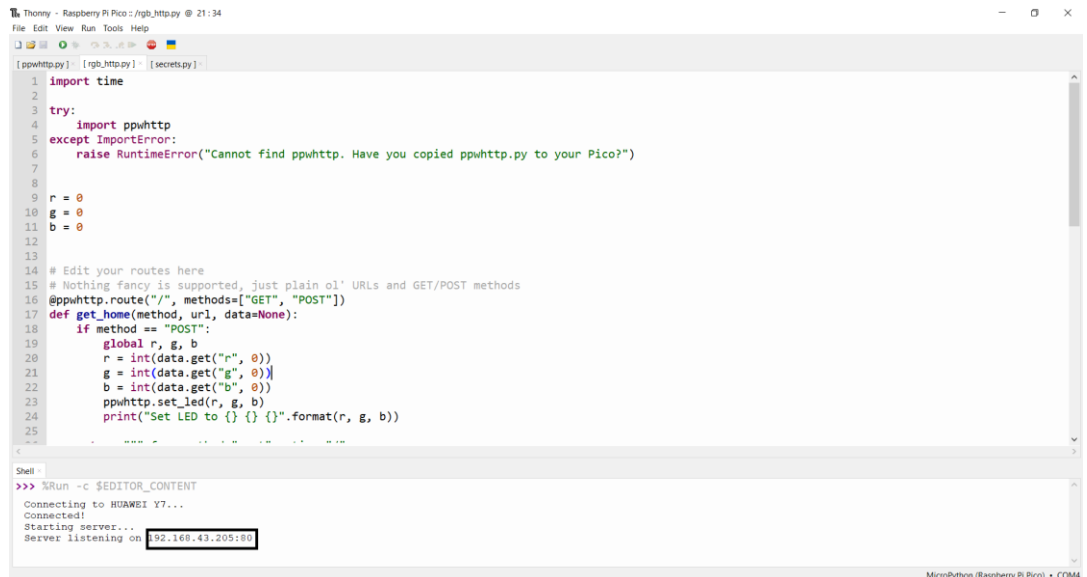 Thonny - Raspberry Pi Pico :: /rgb_http.py @ 21 : 34
File Edit View Run Tools Help
[ ppwhttp.py ] × [ rgb_http.py ] × [ secrets.py ] ×
1 import time
2
3 try:
4     import ppwhttp
5 except ImportError:
6     raise RuntimeError("Cannot find ppwhttp. Have you copied ppwhttp.py to your Pico?")
7
8
9 r = 0
10 g = 0
11 b = 0
12
13
14 # Edit your routes here
15 # Nothing fancy is supported, just plain ol' URLs and GET/POST methods
16 @ppwhttp.route("/", methods=["GET", "POST"])
17 def get_home(method, url, data=None):
18     if method == "POST":
19         global r, g, b
20         r = int(data.get("r", 0))
21         g = int(data.get("g", 0))
22         b = int(data.get("b", 0))
23         ppwhttp.set_led(r, g, b)
24         print("Set LED to {} {} {}".format(r, g, b))
25
Shell ×
>>> %Run -c $EDITOR_CONTENT
Connecting to HUAWEI Y7...
Connected!
Starting server...
Server listening on 192.168.43.205:80
MicroPython (Raspberry Pi Pico) • COM4